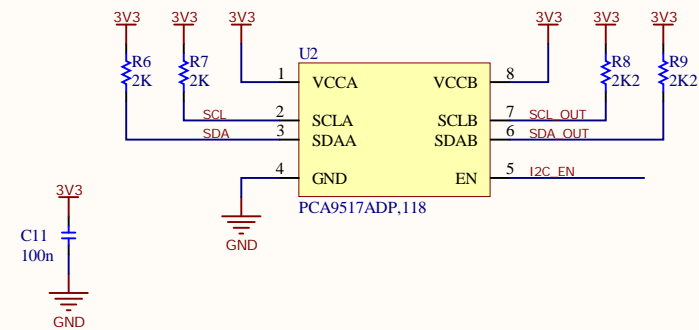 3V3 3V3 3V3 3V3 3V3 3V3
R6 2K
R7 2K
U2
R8 2K2
R9 2K2
1 VCCA VCCB 8
SCL 2 SCLA SCLB 7 SCL_OUT
SDA 3 SDAA SDAB 6 SDA_OUT
4 GND EN 5 I2C_EN
PCA9517ADP,118
GND
3V3
C11
100n
GND